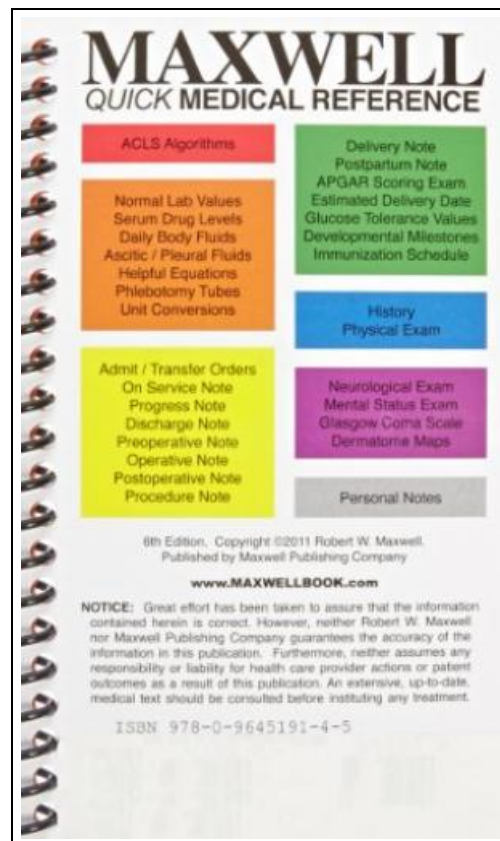 MAXWELL
QUICK MEDICAL REFERENCE
ACLS Algorithms
Normal Lab Values
Serum Drug Levels
Daily Body Fluids
Ascitic / Pleural Fluids
Helpful Equations
Phlebotomy Tubes
Unit Conversions
Admit / Transfer Orders
On Service Note
Progress Note
Discharge Note
Preoperative Note
Operative Note
Postoperative Note
Procedure Note
Delivery Note
Postpartum Note
APGAR Scoring Exam
Estimated Delivery Date
Glucose Tolerance Values
Developmental Milestones
Immunization Schedule
History
Physical Exam
Neurological Exam
Mental Status Exam
Glasgow Coma Scale
Dermatome Maps
Personal Notes
6th Edition. Copyright ©2011 Robert W. Maxwell.
Published by Maxwell Publishing Company
www.MAXWELLBOOK.com
NOTICE: Great effort has been taken to assure that the information
contained herein is correct. However, neither Robert W. Maxwell
nor Maxwell Publishing Company guarantees the accuracy of the
information in this publication. Furthermore, neither assumes any
responsibility or liability for health care provider actions or patient
outcomes as a result of this publication. An extensive, up-to-date,
medical text should be consulted before instituting any treatment.
ISBN 978-0-9645191-4-5